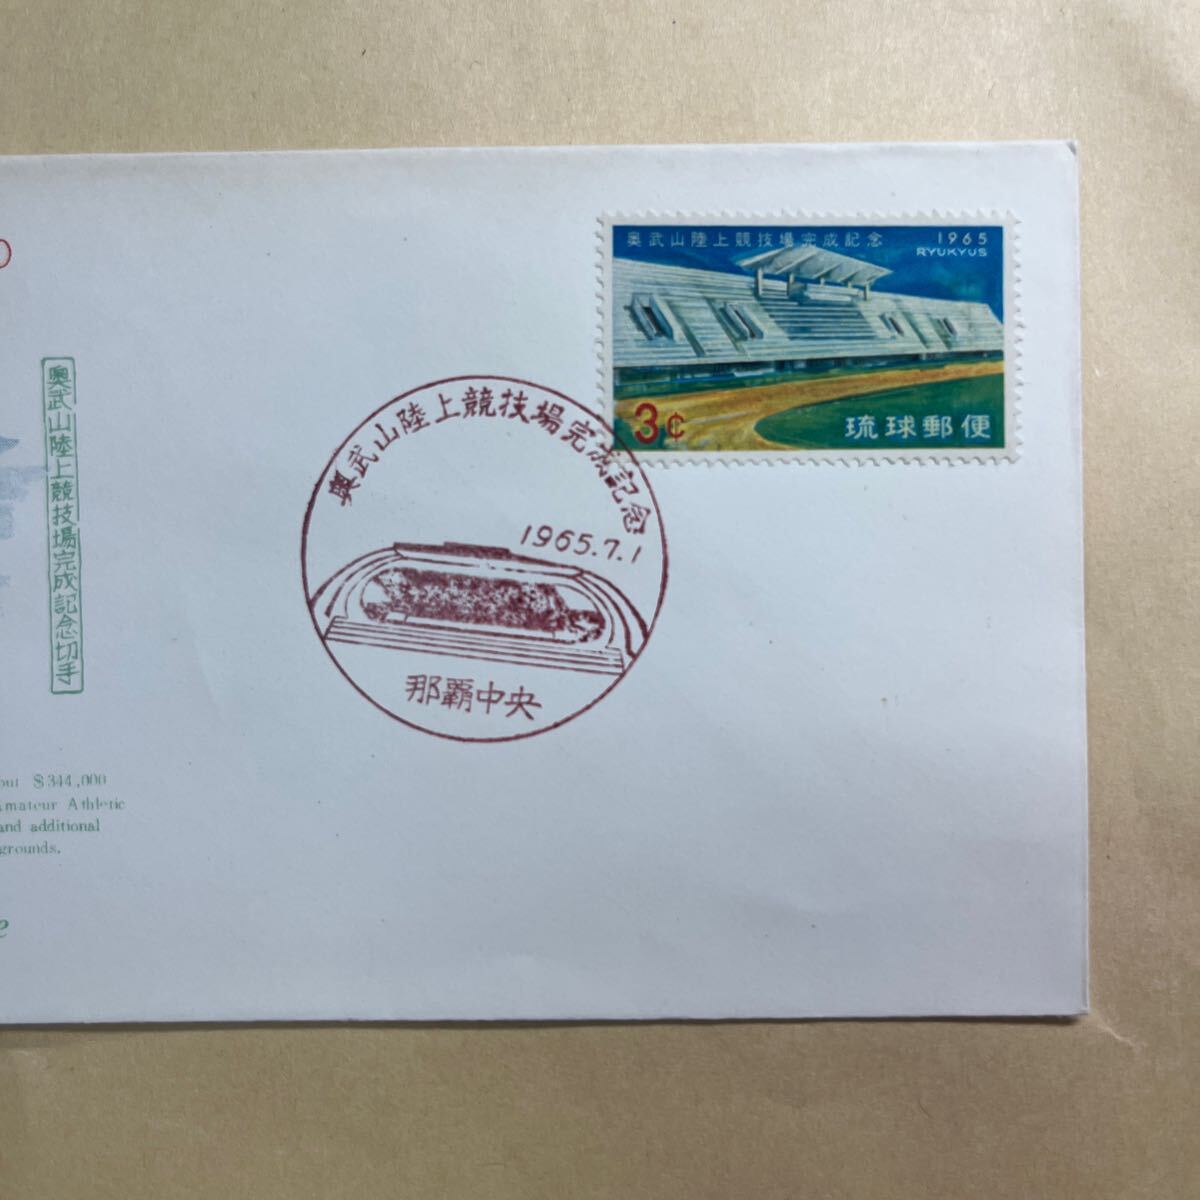 奥武山陸上競技場完成記念 1965
RYUKYUS
3¢ 琉球郵便
奥武山陸上競技場完成記念
1965.7.1
那覇中央
奥武山陸上競技場完成記念切手
$344,000
Amateur Athletic
and additional
grounds.